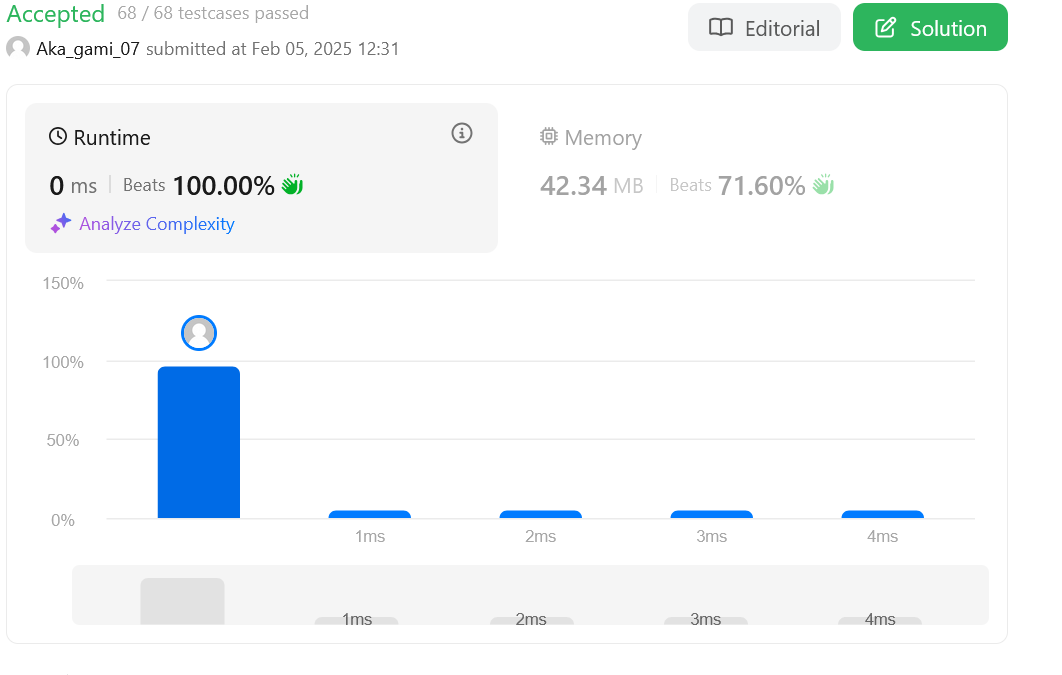 Accepted 68 / 68 testcases passed
Editorial
Solution
Aka_gami_07 submitted at Feb 05, 2025 12:31
Runtime
0 ms | Beats 100.00%
Analyze Complexity
Memory
42.34 MB | Beats 71.60%
150%
100%
50%
0%
1ms 2ms 3ms 4ms
1ms 2ms 3ms 4ms